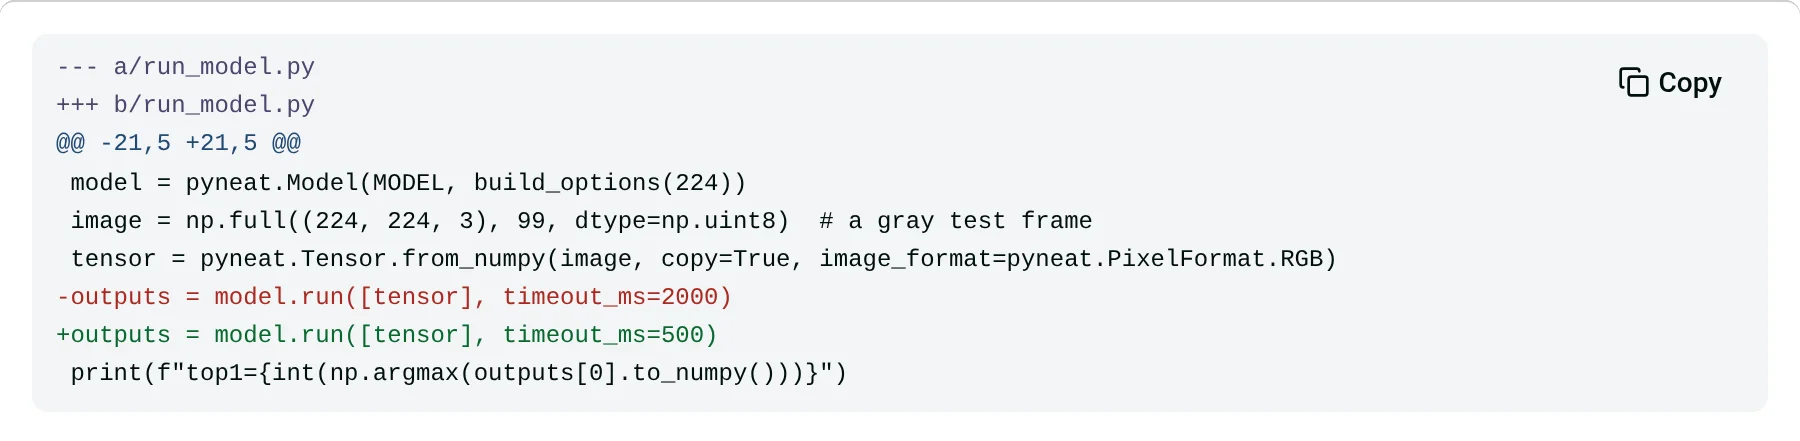 --- a/run_model.py
Copy
+++ b/run_model.py
@@ -21,5 +21,5 @@
 model = pyneat.Model(MODEL, build_options(224))
 image = np.full((224, 224, 3), 99, dtype=np.uint8)  # a gray test frame
 tensor = pyneat.Tensor.from_numpy(image, copy=True, image_format=pyneat.PixelFormat.RGB)
-outputs = model.run([tensor], timeout_ms=2000)
+outputs = model.run([tensor], timeout_ms=500)
 print(f"top1={int(np.argmax(outputs[0].to_numpy()))}")